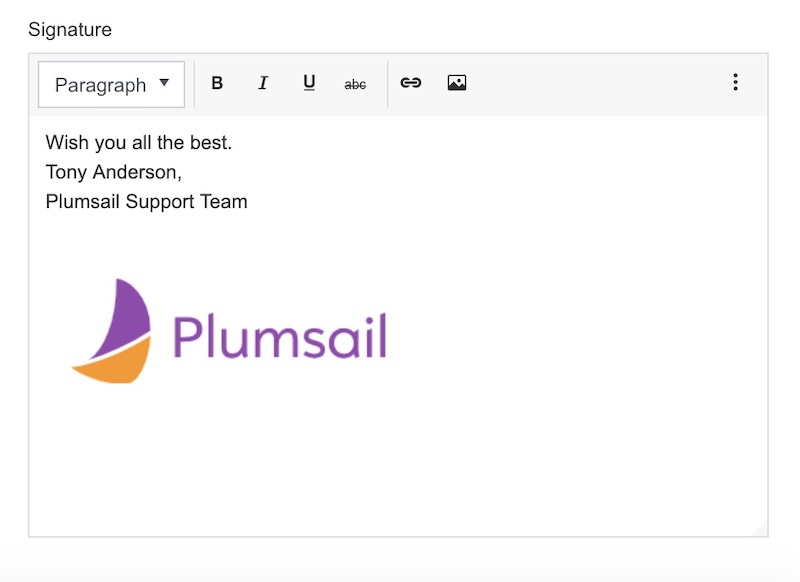 Signature
Paragraph B I U abc
Wish you all the best.
Tony Anderson,
Plumsail Support Team
Plumsail